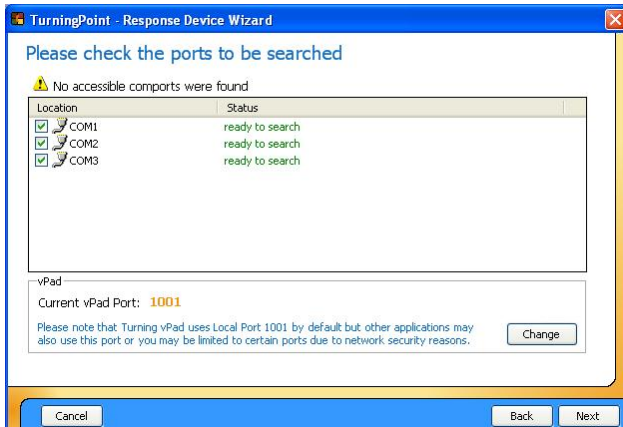 TurningPoint - Response Device Wizard
Please check the ports to be searched
No accessible comports were found
Location Status
COM1 ready to search
COM2 ready to search
COM3 ready to search
vPad
Current vPad Port: 1001
Please note that Turning vPad uses Local Port 1001 by default but other applications may
also use this port or you may be limited to certain ports due to network security reasons.
Change
Cancel Back Next